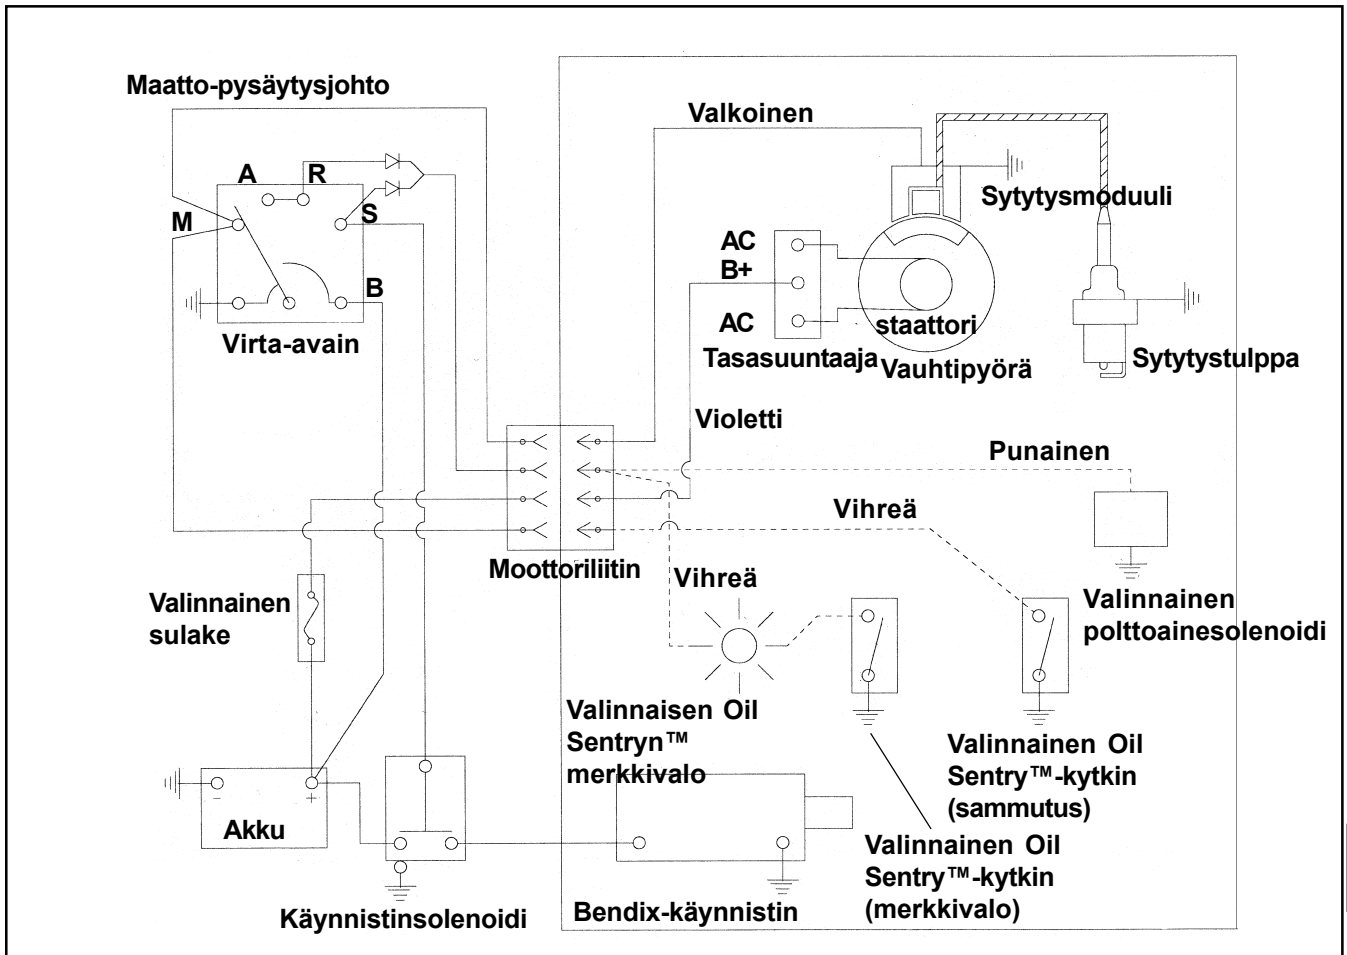 Maatto-pysäytysjohto
Valkoinen
A
R
M
S
B
Virta-avain
Sytytysmoduuli
AC
B+
AC
staattori
Tasasuuntaaja
Vauhtipyörä
Sytytystulppa
Violetti
Punainen
Vihreä
Moottoriliitin
Vihreä
Valinnainen
sulake
Valinnainen
polttoainesolenoidi
Valinnaisen Oil
Sentryn™
merkkivalo
Valinnainen Oil
Sentry™-kytkin
(sammutus)
-
+
Akku
Valinnainen Oil
Sentry™-kytkin
(merkkivalo)
Käynnistinsolenoidi
Bendix-käynnistin